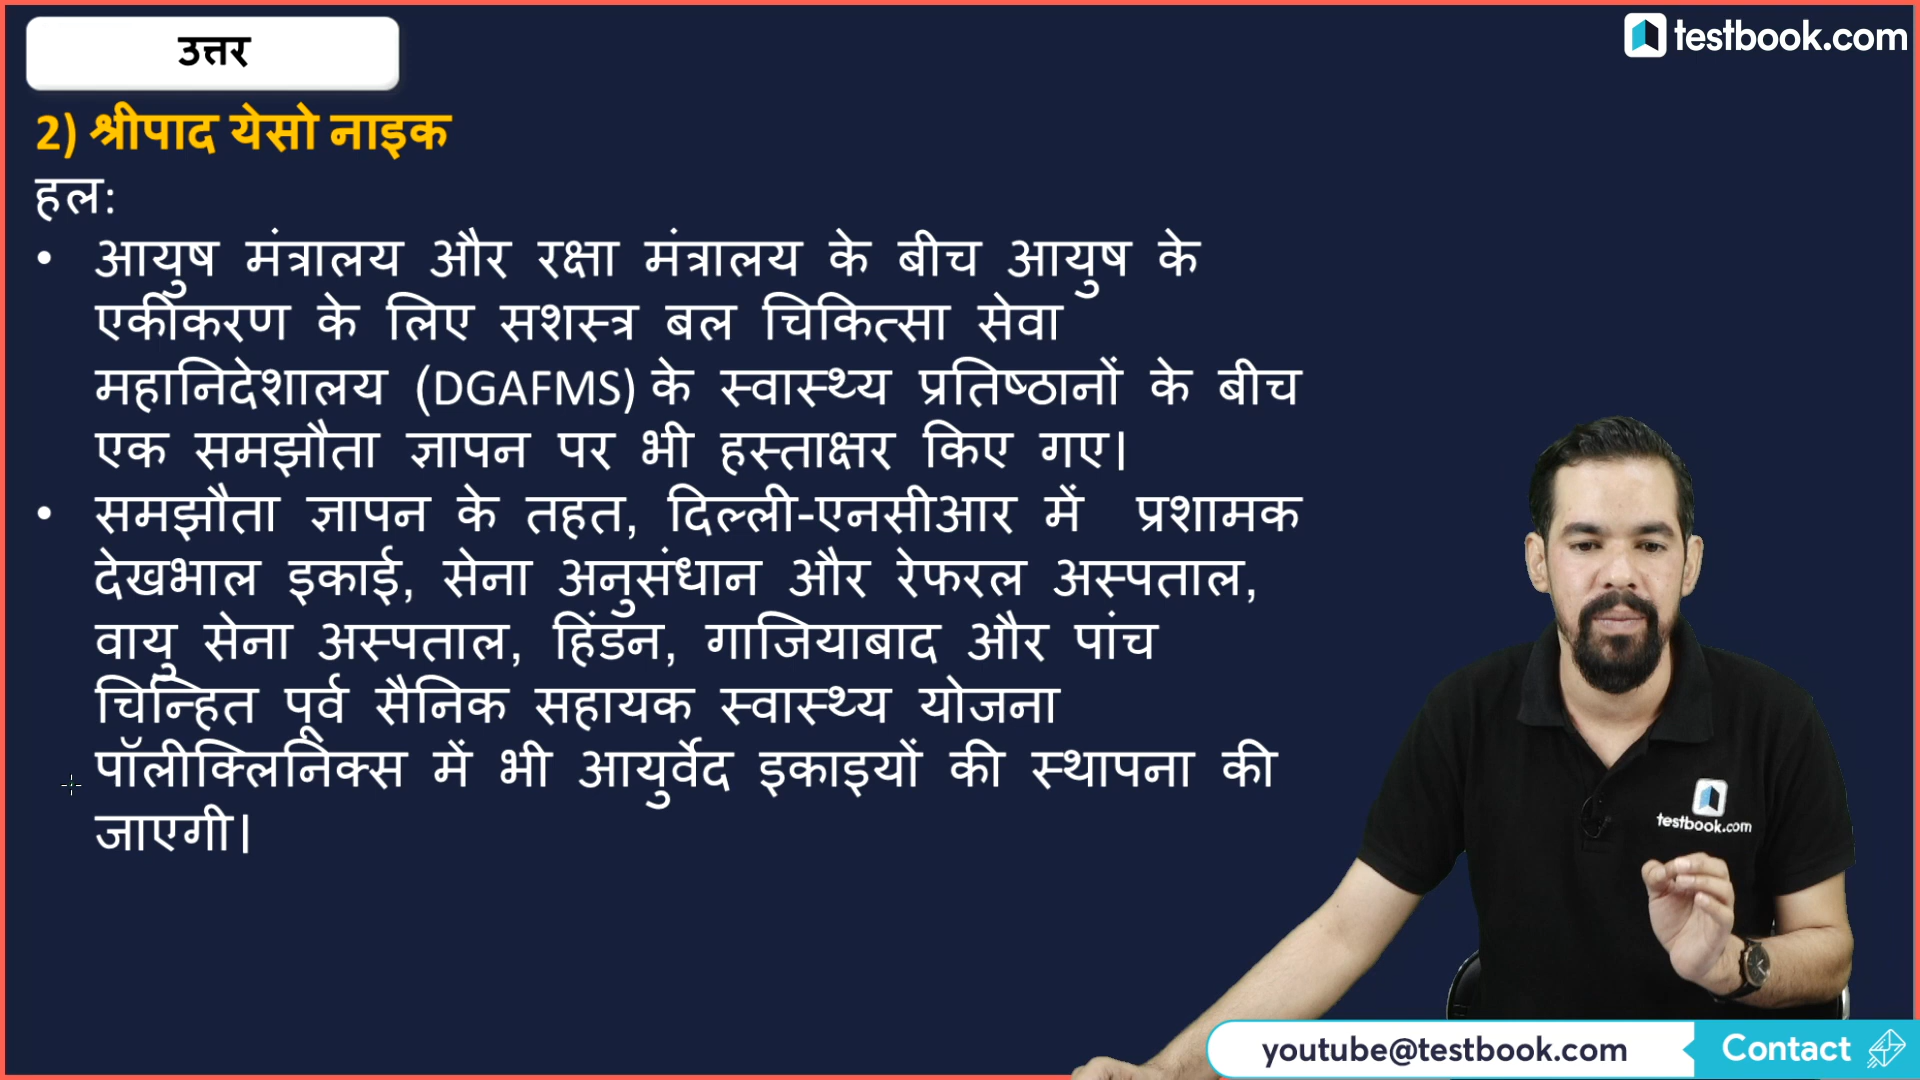 उत्तर
testbook.com
2) श्रीपाद येसो नाइक
हल:
• आयुष मंत्रालय और रक्षा मंत्रालय के बीच आयुष के
एकीकरण के लिए सशस्त्र बल चिकित्सा सेवा
महानिदेशालय (DGAFMS) के स्वास्थ्य प्रतिष्ठानों के बीच
एक समझौता ज्ञापन पर भी हस्ताक्षर किए गए।
• समझौता ज्ञापन के तहत, दिल्ली-एनसीआर में प्रशामक
देखभाल इकाई, सेना अनुसंधान और रेफरल अस्पताल,
वायु सेना अस्पताल, हिंडन, गाजियाबाद और पांच
चिन्हित पूर्व सैनिक सहायक स्वास्थ्य योजना
पॉलीक्लिनिक्स में भी आयुर्वेद इकाइयों की स्थापना की
जाएगी।
testbook.com
youtube@testbook.com
Contact